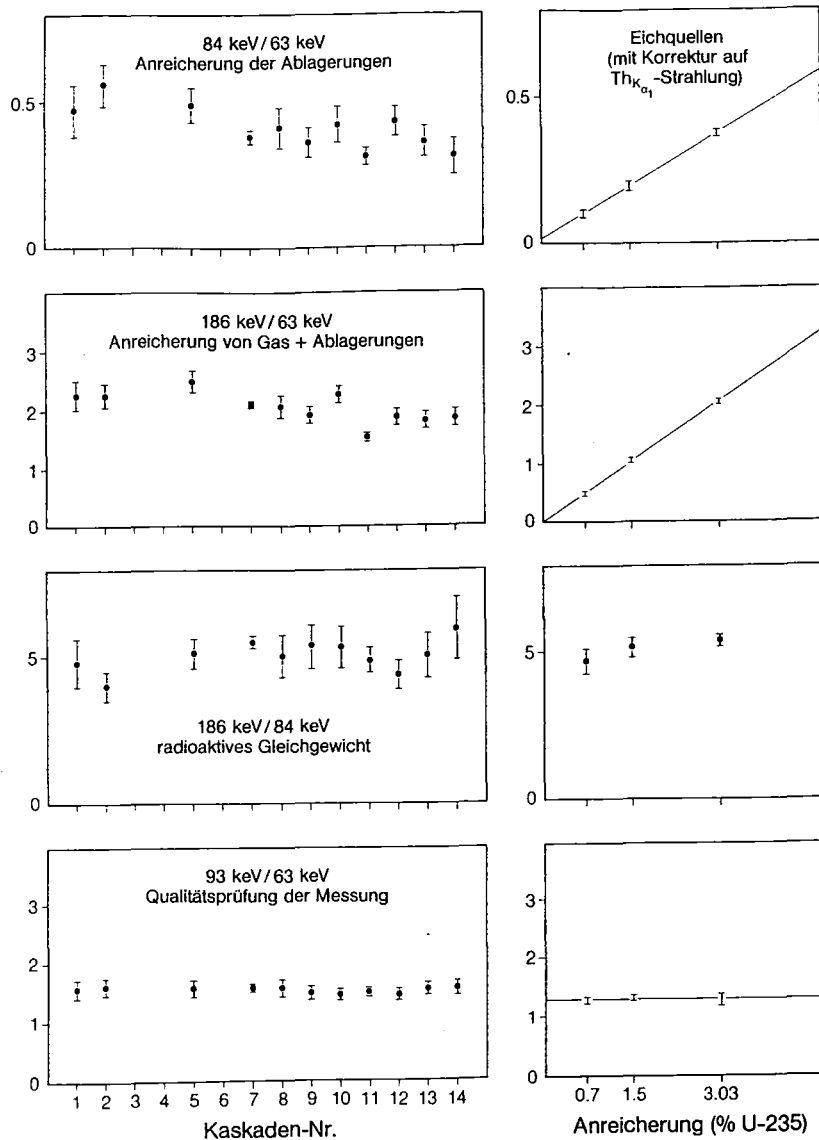 84 keV/63 keV
Anreicherung der Ablagerungen
0.5
0
Eichquellen
(mit Korrektur auf
ThKα1-Strahlung)
0.5
0
186 keV/63 keV
Anreicherung von Gas + Ablagerungen
3
2
1
0
3
2
1
0
5
186 keV/84 keV
radioaktives Gleichgewicht
0
5
0
93 keV/63 keV
Qualitätsprüfung der Messung
3
2
1
0
1 2 3 4 5 6 7 8 9 10 11 12 13 14
Kaskaden-Nr.
3
2
1
0
0.7 1.5 3.03
Anreicherung (% U-235)